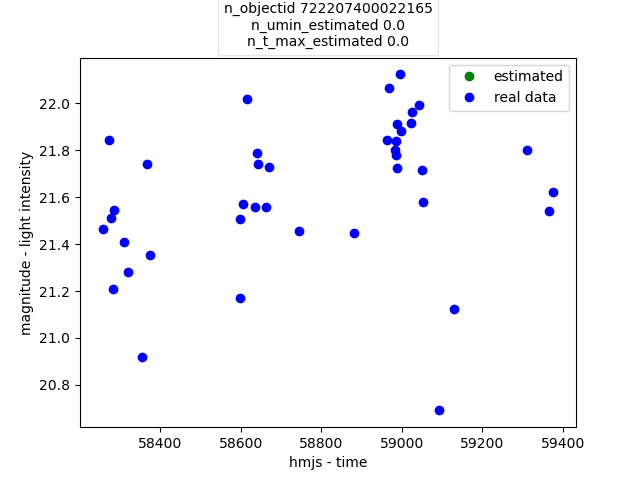 n_objectid 722207400022165
n_umin_estimated 0.0
n_t_max_estimated 0.0
estimated
real data
magnitude - light intensity
22.0
21.8
21.6
21.4
21.2
21.0
20.8
58400 58600 58800 59000 59200 59400
hmjs - time